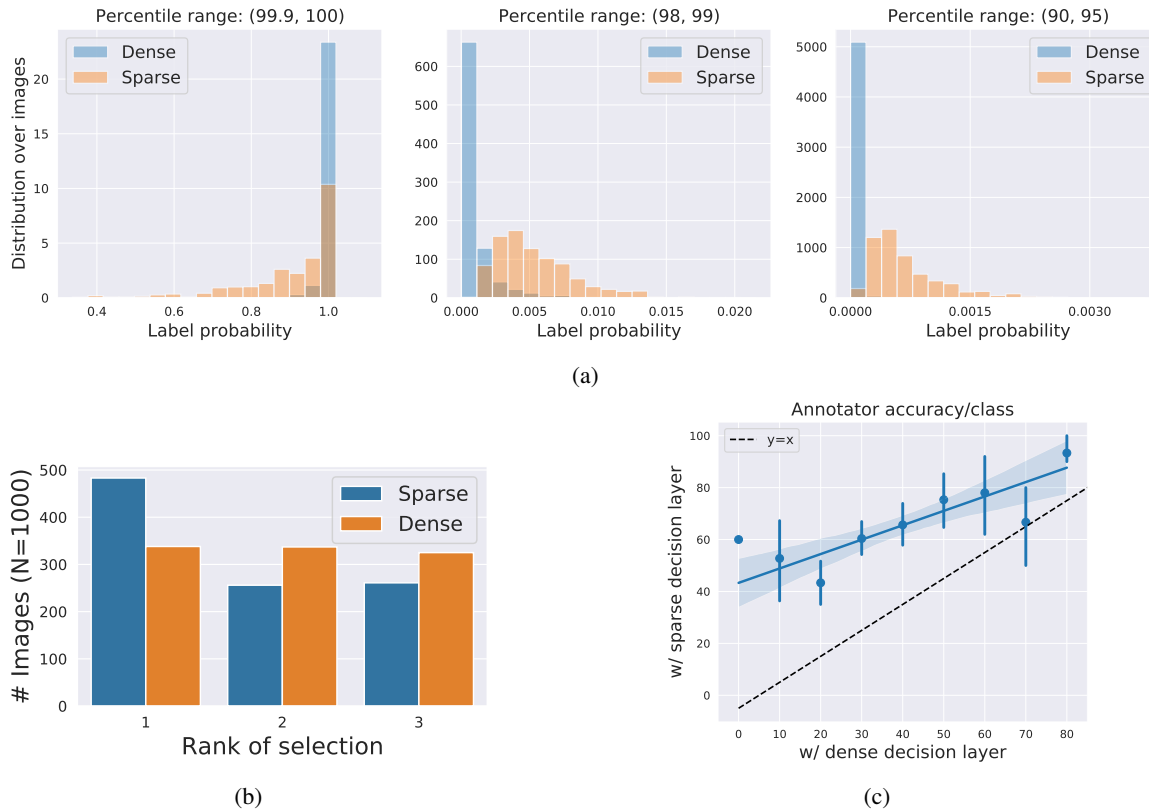 Percentile range: (99.9, 100)
Percentile range: (98, 99)
Percentile range: (90, 95)
Distribution over images
20
15
10
5
0
Dense
Sparse
0.4
0.6
0.8
1.0
Label probability
600
500
400
300
200
100
0
Dense
Sparse
0.000
0.005
0.010
0.015
0.020
Label probability
5000
4000
3000
2000
1000
0
Dense
Sparse
0.0000
0.0015
0.0030
Label probability
(a)
# Images (N=1000)
500
400
300
200
100
0
Sparse
Dense
1
2
3
Rank of selection
(b)
Annotator accuracy/class
w/ sparse decision layer
100
80
60
40
20
0
y=x
0
10
20
30
40
50
60
70
80
w/ dense decision layer
(c)